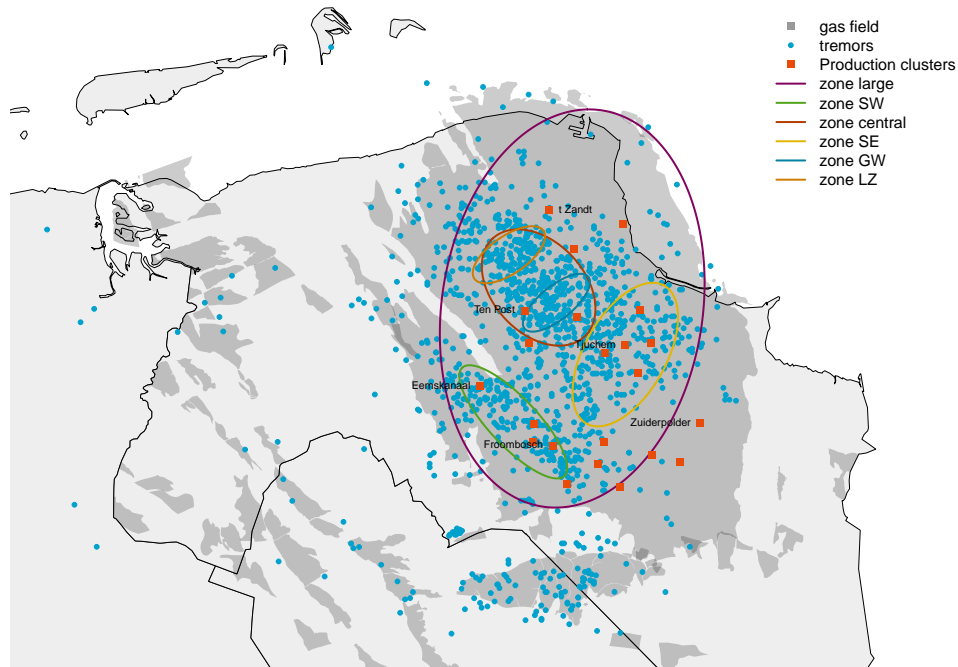 gas field
tremors
Production clusters
zone large
zone SW
zone central
zone SE
zone GW
zone LZ
t Zandt
Ten Post
Tjuchem
Eemskanaal
Zuiderpolder
Froombosch